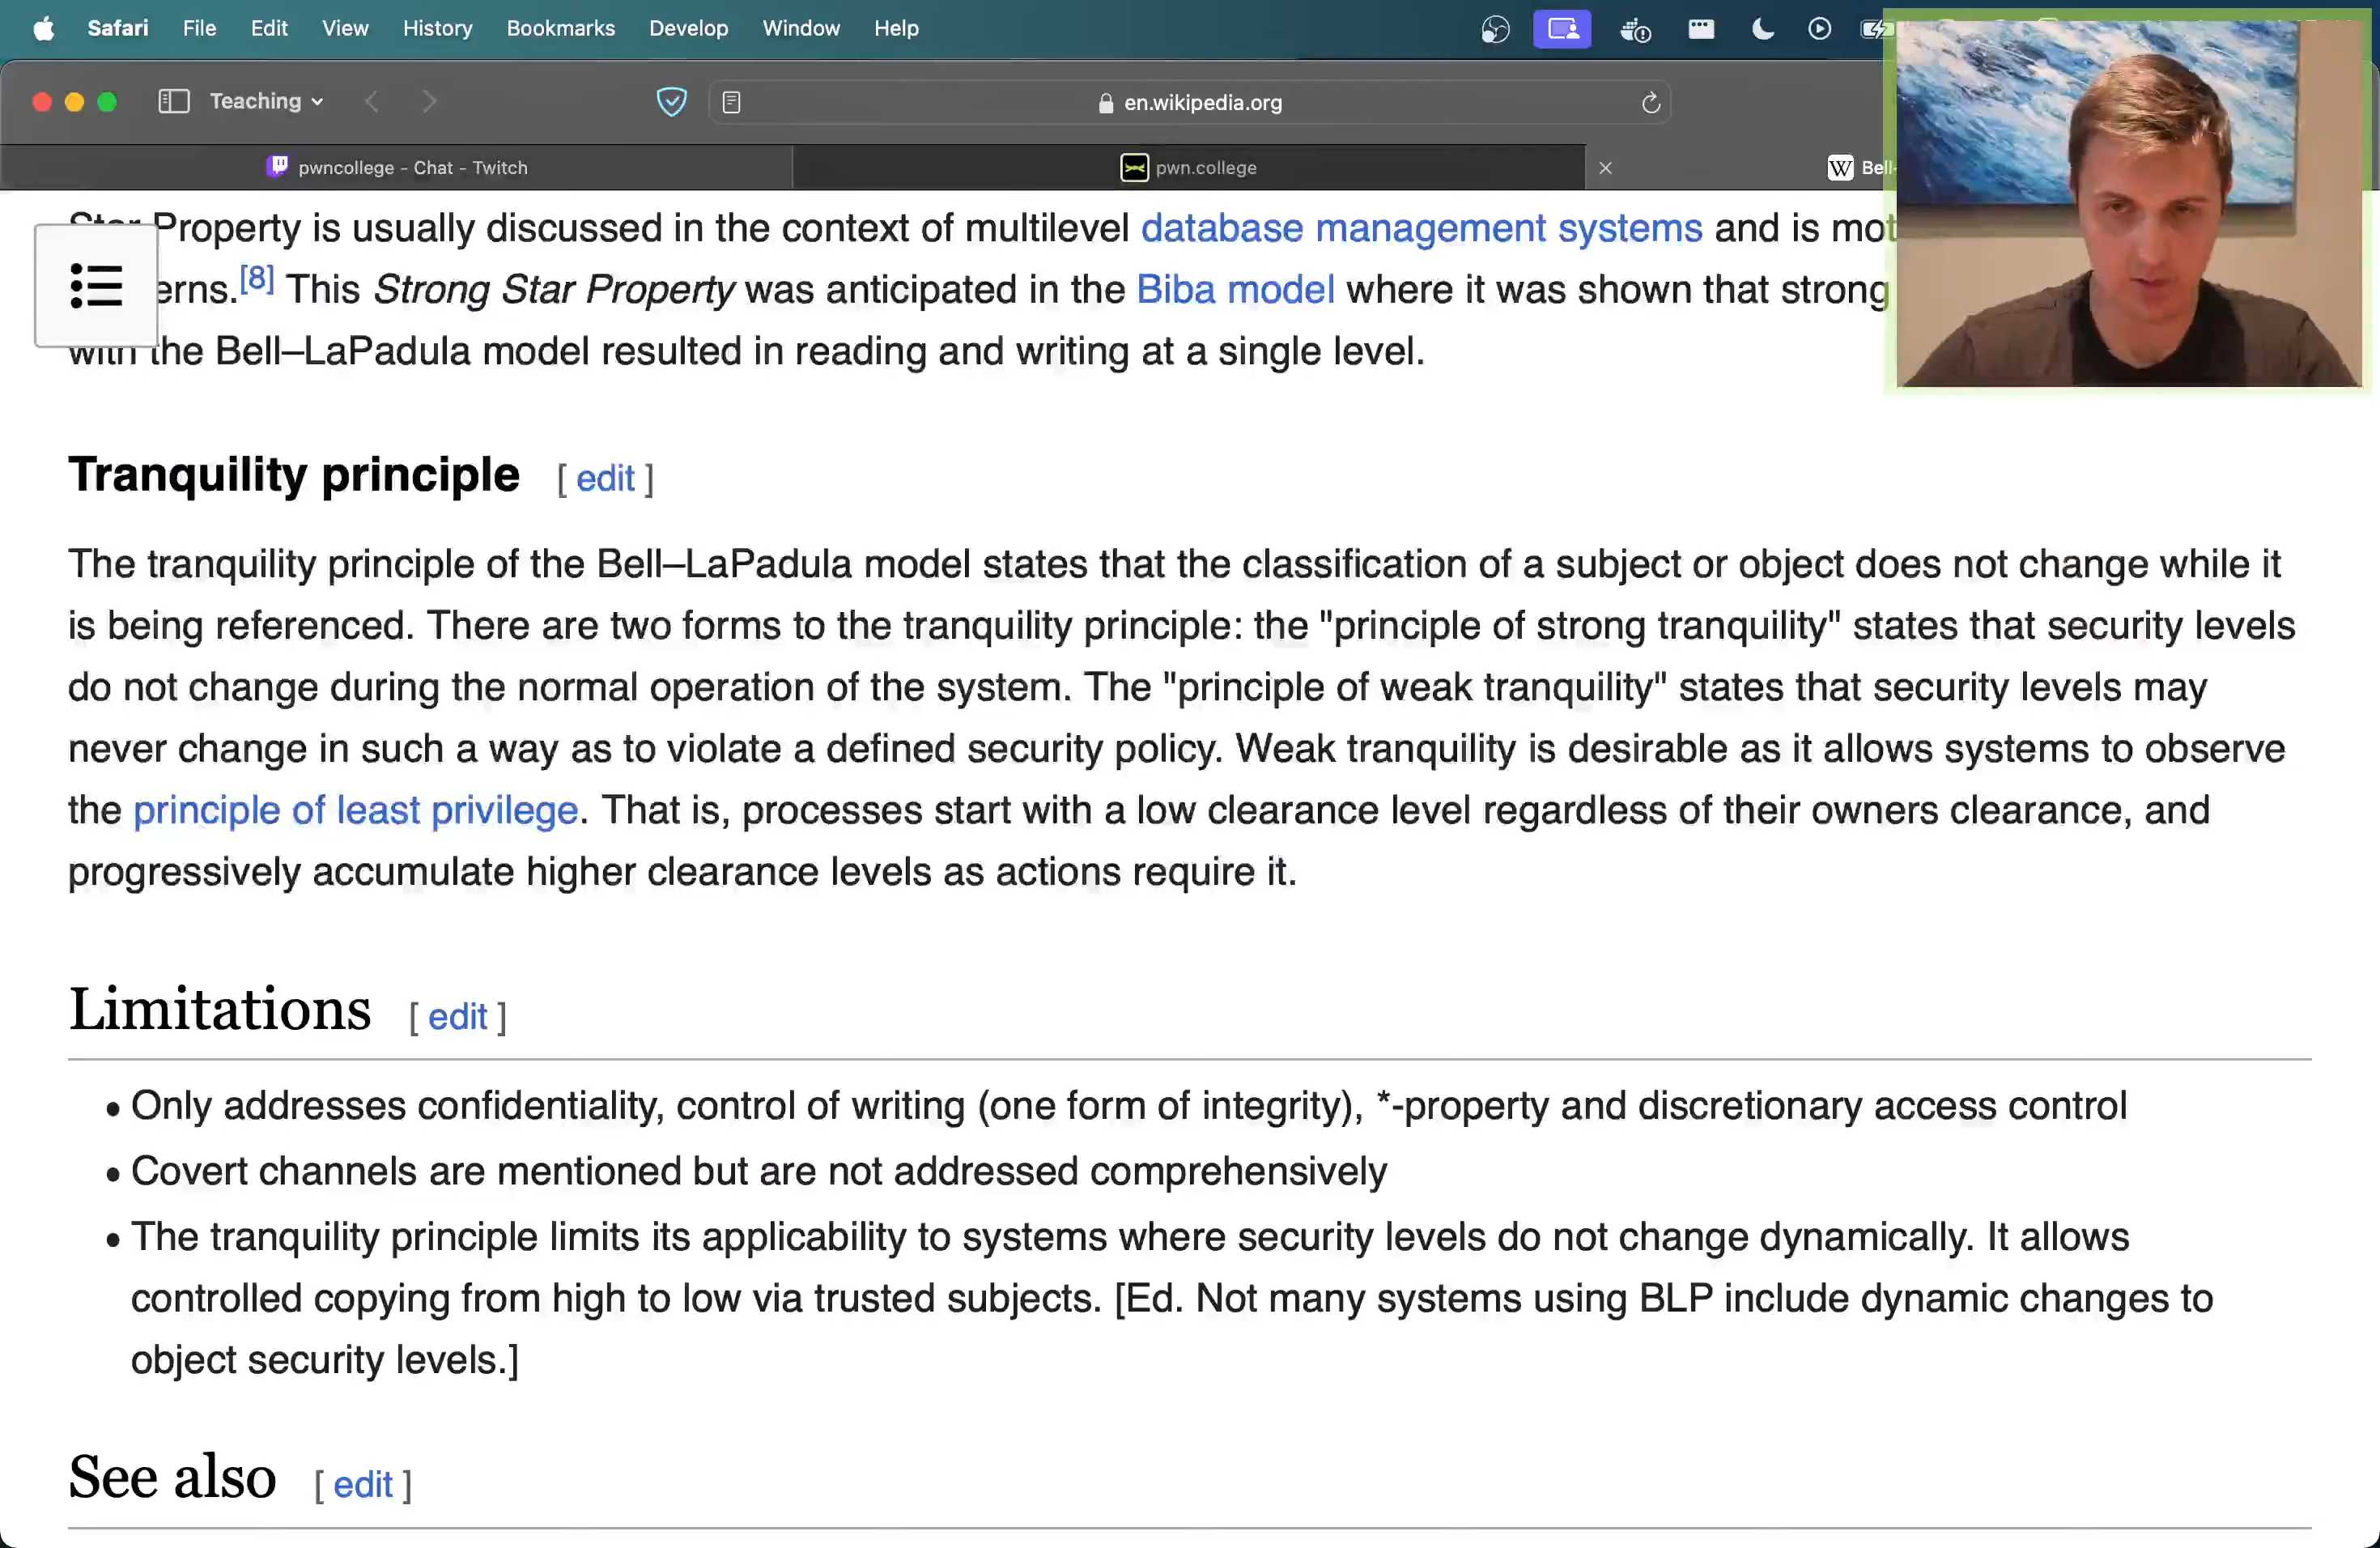 Safari File Edit View History Bookmarks Develop Window Help
Teaching en.wikipedia.org
pwncollege - Chat - Twitch pwn.college W Bell-
Star Property is usually discussed in the context of multilevel database management systems and is
erns.[8] This Strong Star Property was anticipated in the Biba model where it was shown that strong
with the Bell–LaPadula model resulted in reading and writing at a single level.
Tranquility principle [ edit ]
The tranquility principle of the Bell–LaPadula model states that the classification of a subject or object does not change while it
is being referenced. There are two forms to the tranquility principle: the "principle of strong tranquility" states that security levels
do not change during the normal operation of the system. The "principle of weak tranquility" states that security levels may
never change in such a way as to violate a defined security policy. Weak tranquility is desirable as it allows systems to observe
the principle of least privilege. That is, processes start with a low clearance level regardless of their owners clearance, and
progressively accumulate higher clearance levels as actions require it.
Limitations [ edit ]
• Only addresses confidentiality, control of writing (one form of integrity), *-property and discretionary access control
• Covert channels are mentioned but are not addressed comprehensively
• The tranquility principle limits its applicability to systems where security levels do not change dynamically. It allows
controlled copying from high to low via trusted subjects. [Ed. Not many systems using BLP include dynamic changes to
object security levels.]
See also [ edit ]